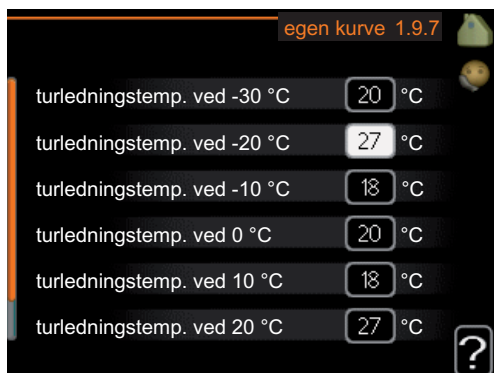 egen kurve 1.9.7
turledningstemp. ved -30 °C 20 °C
turledningstemp. ved -20 °C 27 °C
turledningstemp. ved -10 °C 18 °C
turledningstemp. ved 0 °C 20 °C
turledningstemp. ved 10 °C 18 °C
turledningstemp. ved 20 °C 27 °C
?